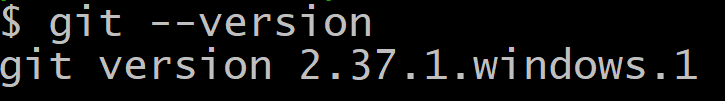 $ git --version
git version 2.37.1.windows.1